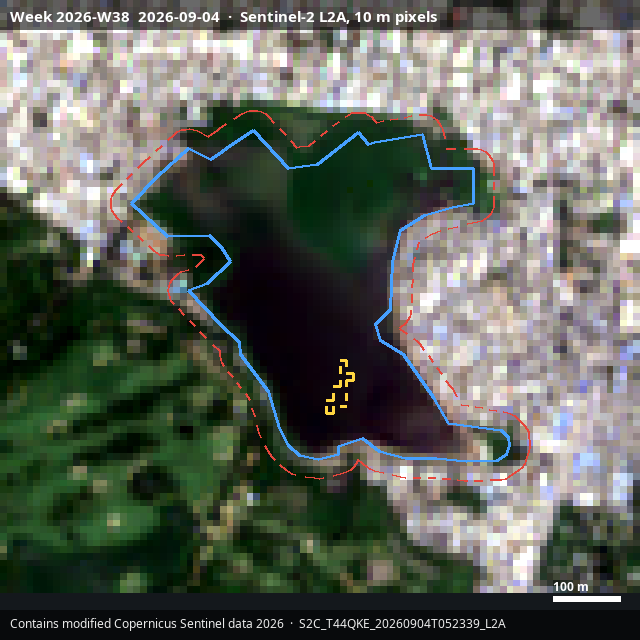 Week 2026-W38  2026-09-04  ·  Sentinel-2 L2A, 10 m pixels
100 m
Contains modified Copernicus Sentinel data 2026  ·  S2C_T44QKE_20260904T052339_L2A